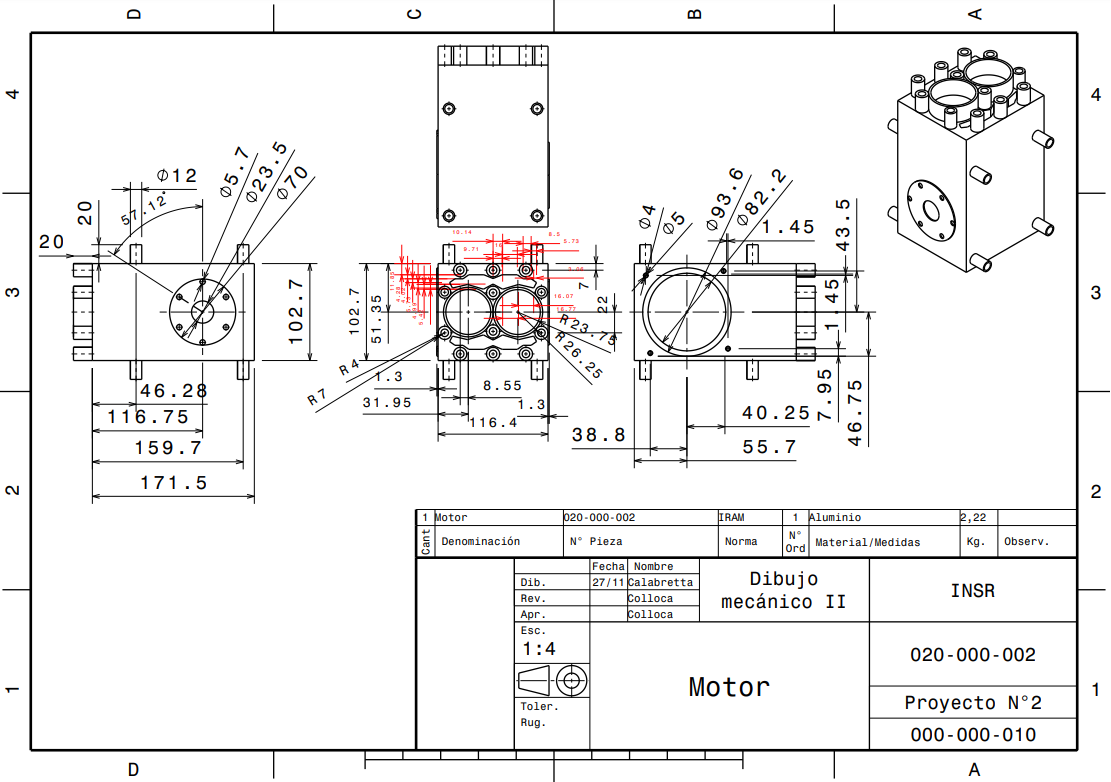 D C B A
4 4
3 3
2 2
1 1
D A
Ø12
Ø5.7
Ø23.5
Ø70
57.12°
20
20
102.7
46.28
116.75
159.7
171.5
10.14
8.5
5.73
9.71
16
102.7
51.35
7
22
R23.75
R26.25
R4
R7
1.3
8.55
31.95
1.3
116.4
Ø4
Ø5
Ø93.6
Ø82.2
1.45
43.5
1.45
7.95
46.75
40.25
38.8
55.7
1 Motor 020-000-002 IRAM 1 Aluminio 2,22
Cant Denominación N° Pieza Norma N° Ord Material/Medidas Kg. Observ.
Fecha Nombre
Dib. 27/11 Calabretta
Rev. Colloca
Apr. Colloca
Dibujo
mecánico II
INSR
Esc.
1:4
Toler.
Rug.
Motor
020-000-002
Proyecto N°2
000-000-010